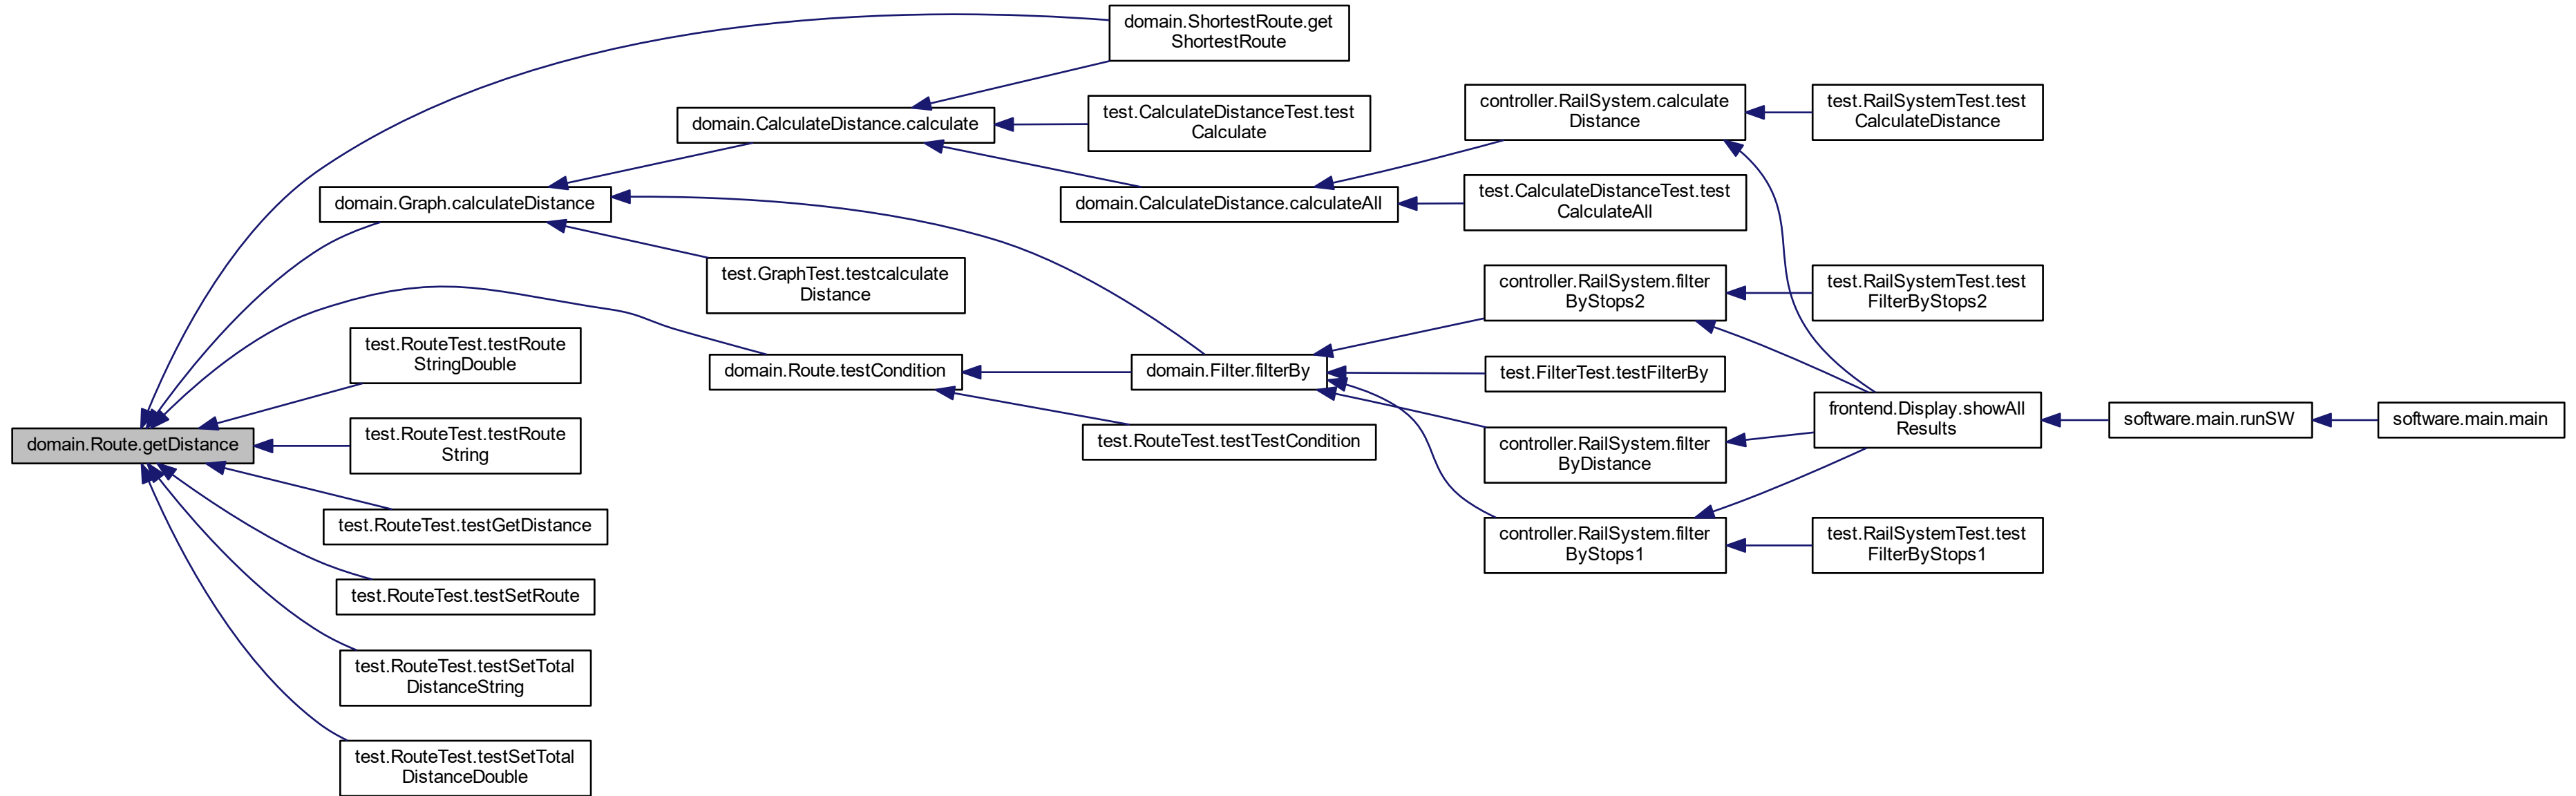 domain.ShortestRoute.get
ShortestRoute
domain.CalculateDistance.calculate
test.CalculateDistanceTest.test
Calculate
controller.RailSystem.calculate
Distance
test.RailSystemTest.test
CalculateDistance
domain.Graph.calculateDistance
domain.CalculateDistance.calculateAll
test.CalculateDistanceTest.test
CalculateAll
test.GraphTest.testcalculate
Distance
controller.RailSystem.filter
ByStops2
test.RailSystemTest.test
FilterByStops2
test.RouteTest.testRoute
StringDouble
domain.Route.testCondition
domain.Filter.filterBy
test.FilterTest.testFilterBy
domain.Route.getDistance
test.RouteTest.testRoute
String
test.RouteTest.testTestCondition
controller.RailSystem.filter
ByDistance
frontend.Display.showAll
Results
software.main.runSW
software.main.main
test.RouteTest.testGetDistance
controller.RailSystem.filter
ByStops1
test.RailSystemTest.test
FilterByStops1
test.RouteTest.testSetRoute
test.RouteTest.testSetTotal
DistanceString
test.RouteTest.testSetTotal
DistanceDouble